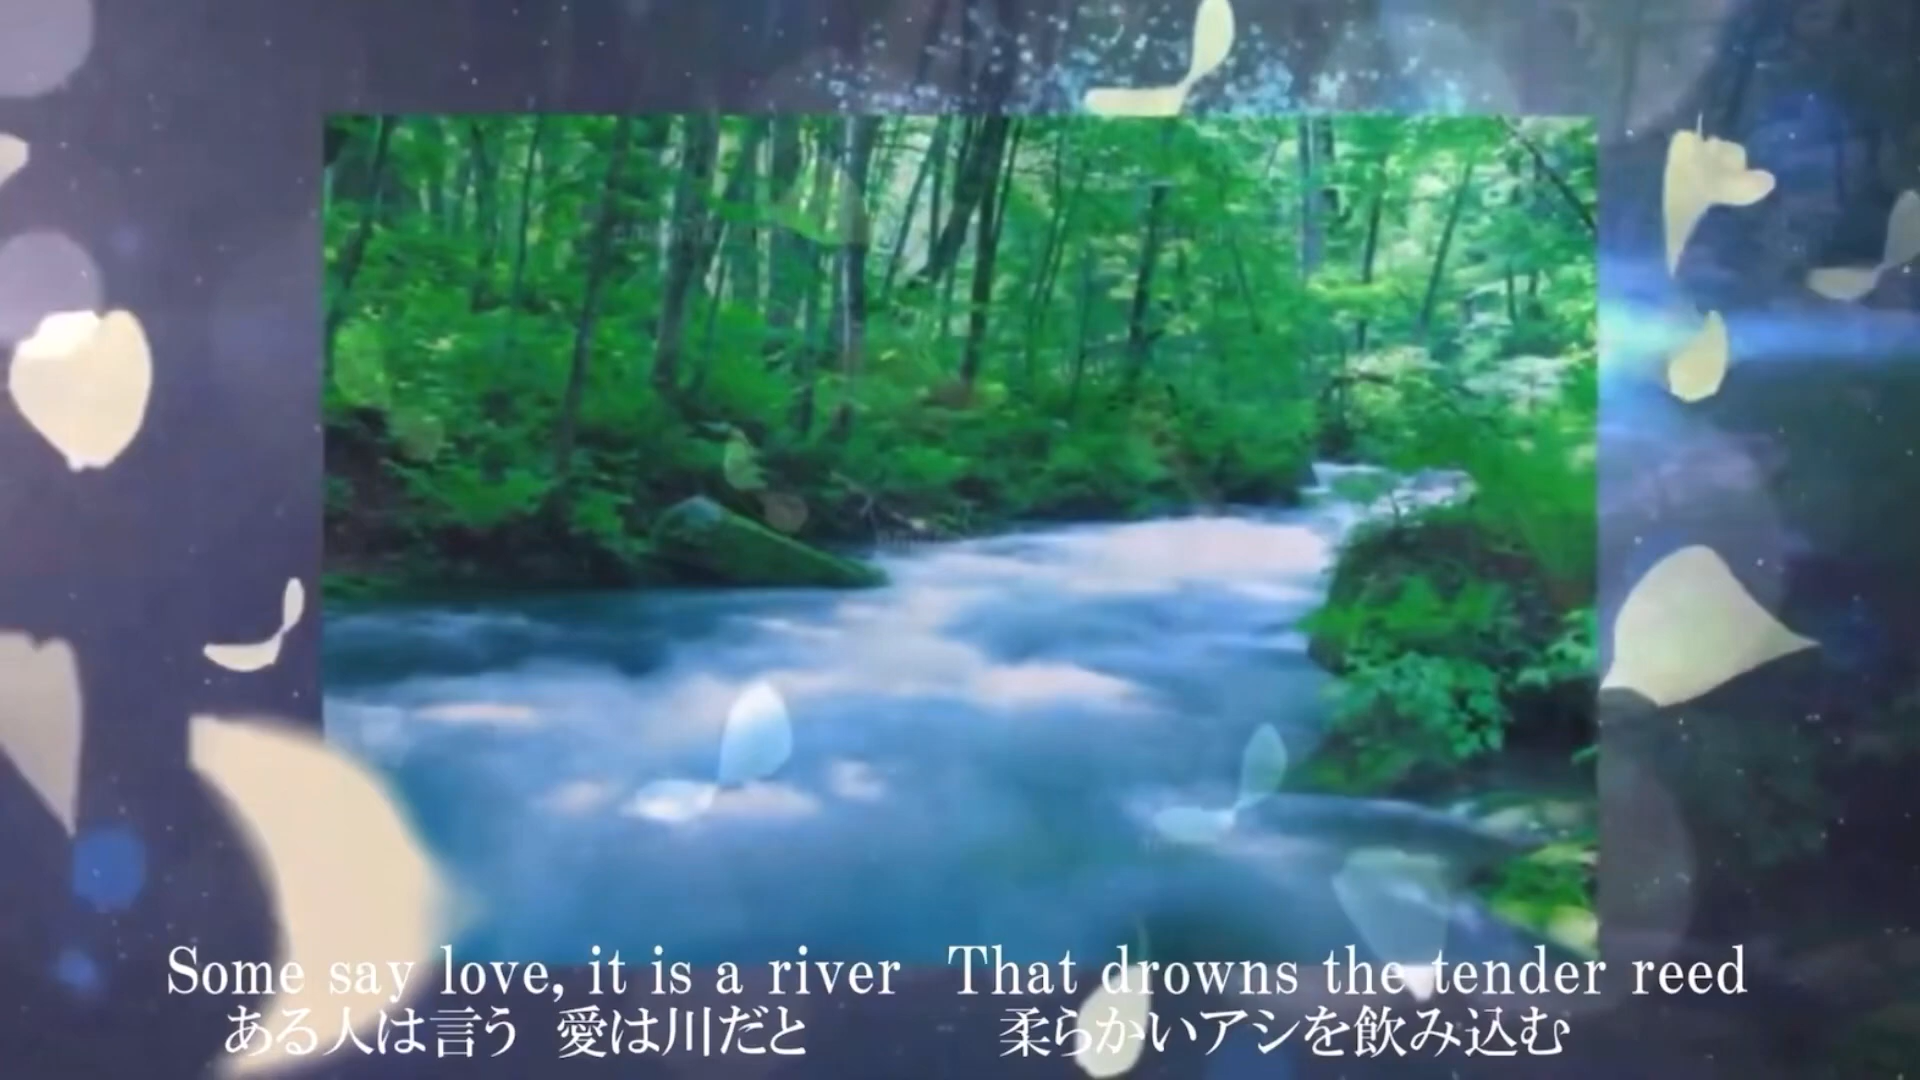 Some say love, it is a river That drowns the tender reed
ある人は言う 愛は川だと 柔らかいアシを飲み込む